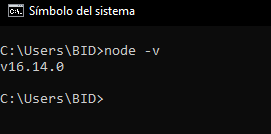 Símbolo del sistema
C:\Users\BID>node -v
v16.14.0
C:\Users\BID>